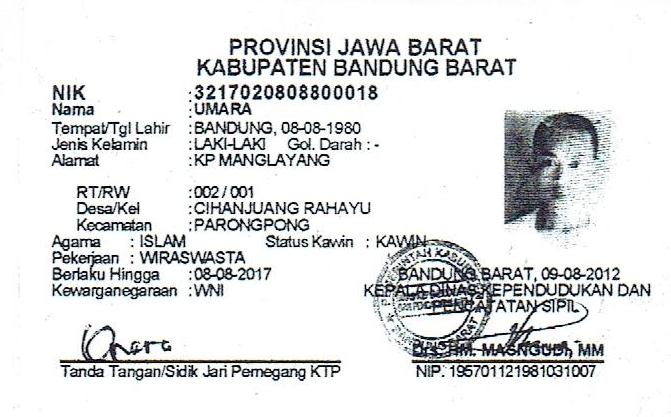 PROVINSI JAWA BARAT
KABUPATEN BANDUNG BARAT
NIK : 3217020808800018
Nama : UMARA
Tempat/Tgl Lahir : BANDUNG, 08-08-1980
Jenis Kelamin : LAKI-LAKI Gol. Darah : -
Alamat : KP MANGLAYANG
RT/RW : 002 / 001
Desa/Kel : CIHANJUANG RAHAYU
Kecamatan : PARONGPONG
Agama : ISLAM Status Kawin : KAWIN
Pekerjaan : WIRASWASTA
Berlaku Hingga : 08-08-2017
Kewarganegaraan : WNI
BANDUNG BARAT, 09-08-2012
KEPALA DINAS KEPENDUDUKAN DAN
PENCATATAN SIPIL
Drs. HM. MASNGUDI, MM
NIP. 195701121981031007
Tanda Tangan/Sidik Jari Pemegang KTP